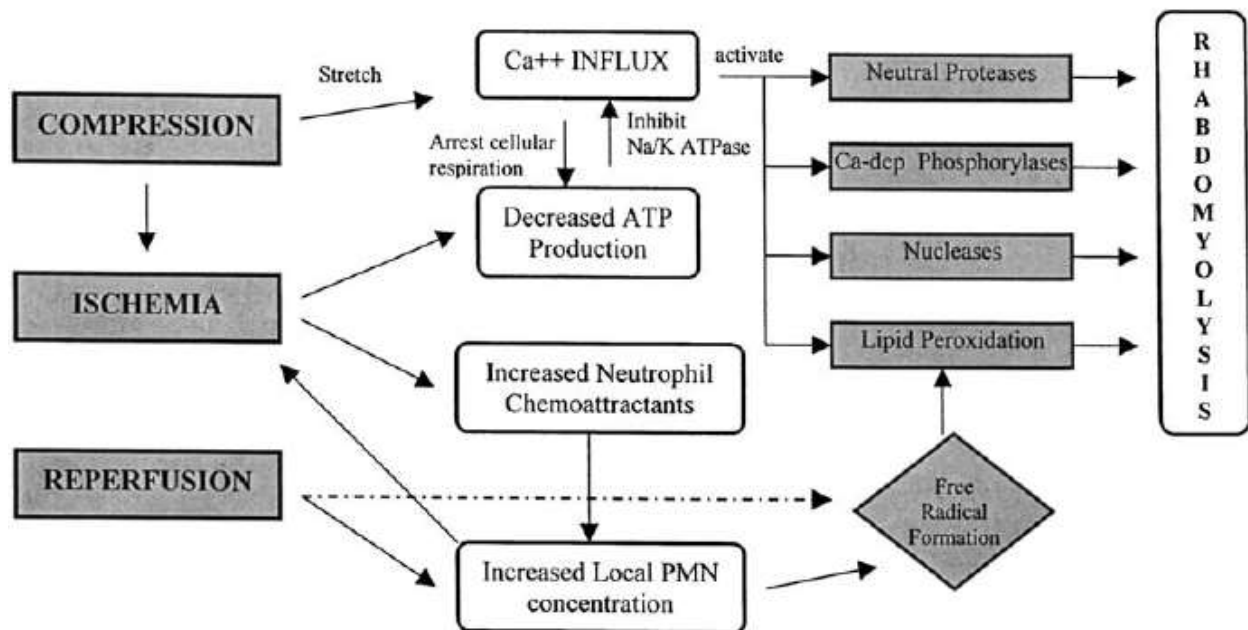 Stretch
Ca++ INFLUX
activate
Neutral Proteases
COMPRESSION
Arrest cellular
respiration
Inhibit
Na/K ATPase
Ca-dep Phosphorylases
Decreased ATP
Production
Nucleases
ISCHEMIA
Lipid Peroxidation
Increased Neutrophil
Chemoattractants
REPERFUSION
Free
Radical
Formation
Increased Local PMN
concentration
RHABDOMYOLYSIS